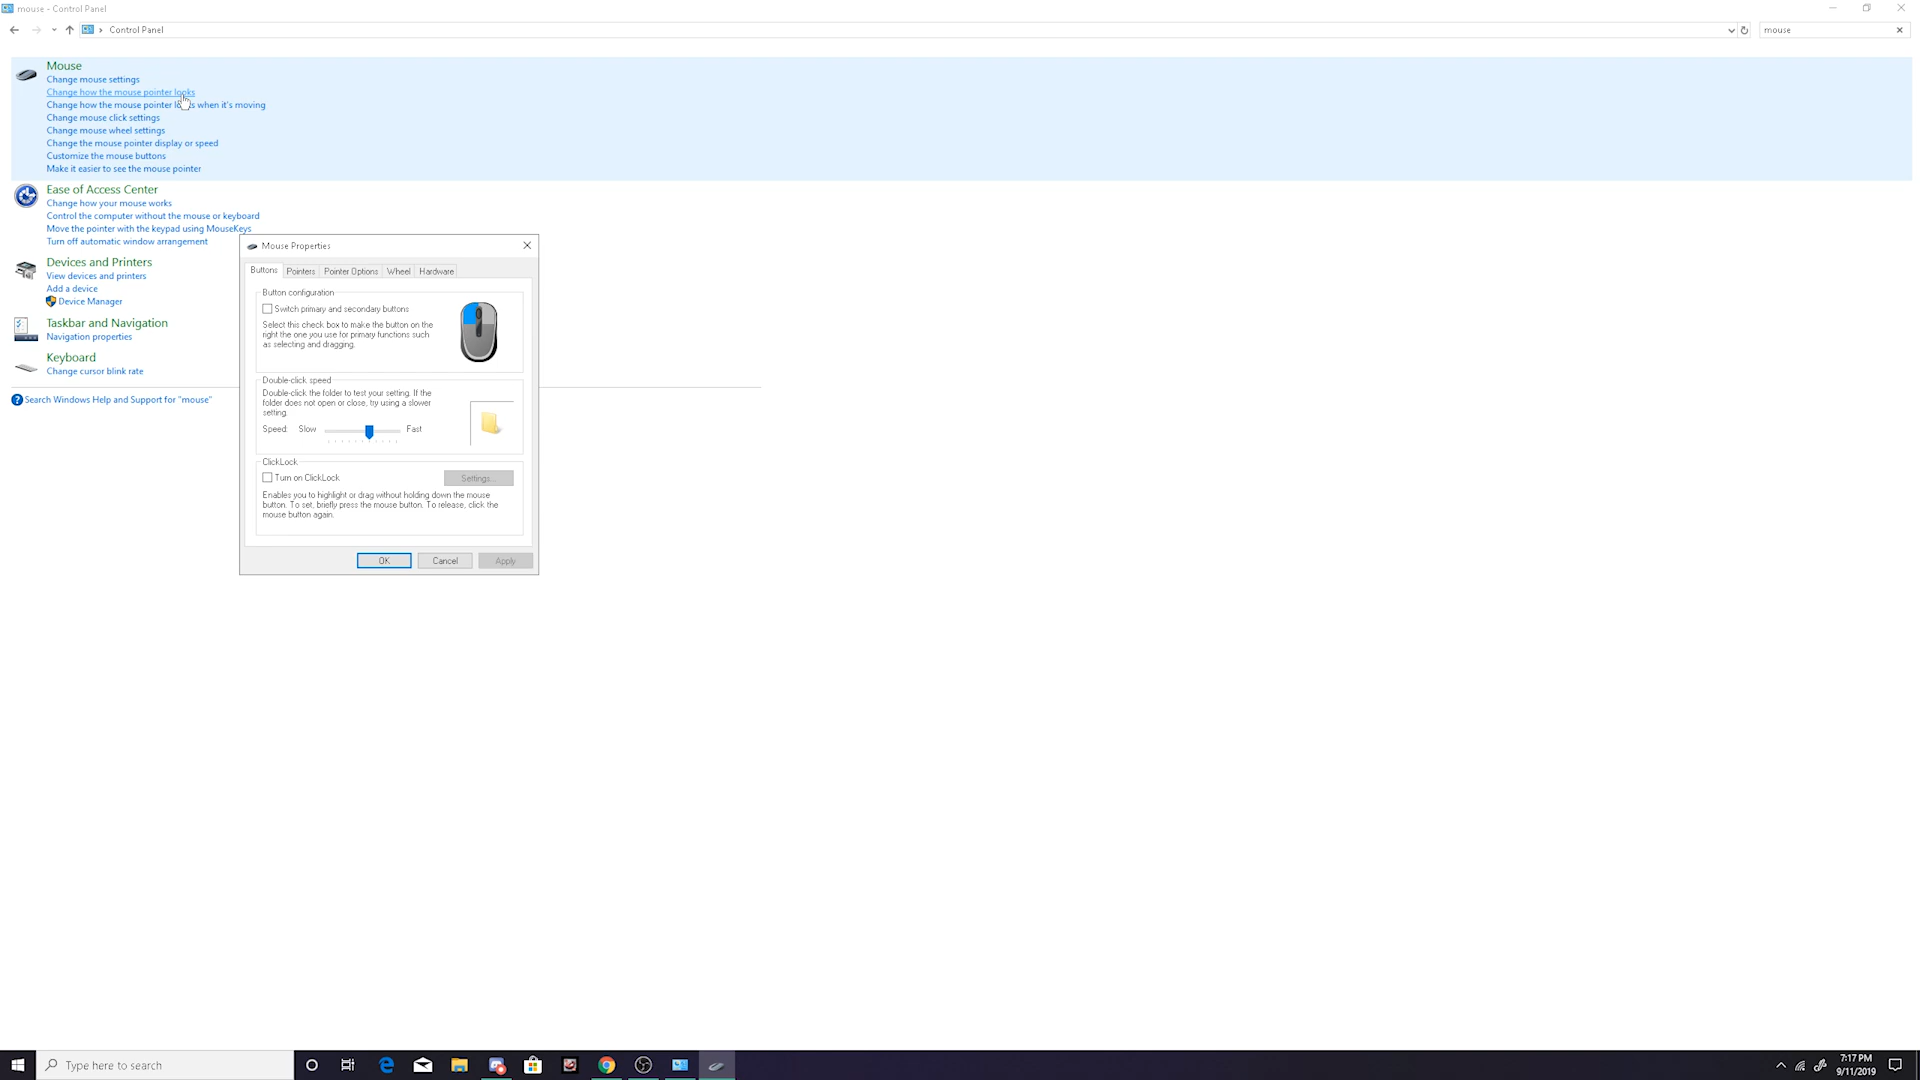 mouse - Control Panel
Control Panel
mouse
Mouse
Change mouse settings
Change how the mouse pointer looks
Change how the mouse pointer looks when it's moving
Change mouse click settings
Change mouse wheel settings
Change the mouse pointer display or speed
Customize the mouse buttons
Make it easier to see the mouse pointer
Ease of Access Center
Change how your mouse works
Control the computer without the mouse or keyboard
Move the pointer with the keypad using MouseKeys
Turn off automatic window arrangement
Devices and Printers
View devices and printers
Add a device
Device Manager
Taskbar and Navigation
Navigation properties
Keyboard
Change cursor blink rate
Search Windows Help and Support for "mouse"
Mouse Properties
Buttons Pointers Pointer Options Wheel Hardware
Button configuration
Switch primary and secondary buttons
Select this check box to make the button on the
right the one you use for primary functions such
as selecting and dragging.
Double-click speed
Double-click the folder to test your setting. If the
folder does not open or close, try using a slower
setting.
Speed: Slow Fast
ClickLock
Turn on ClickLock
Settings...
Enables you to highlight or drag without holding down the mouse
button. To set, briefly press the mouse button. To release, click the
mouse button again.
OK Cancel Apply
Type here to search
7:17 PM
9/11/2019